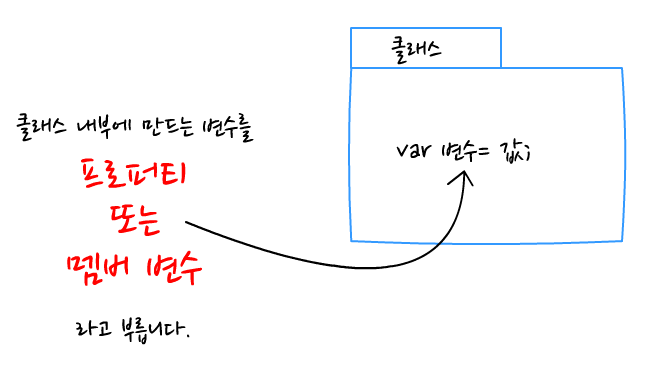 클래스
var 변수= 값;
클래스 내부에 만드는 변수를
프로퍼티
또는
멤버 변수
라고 부릅니다.